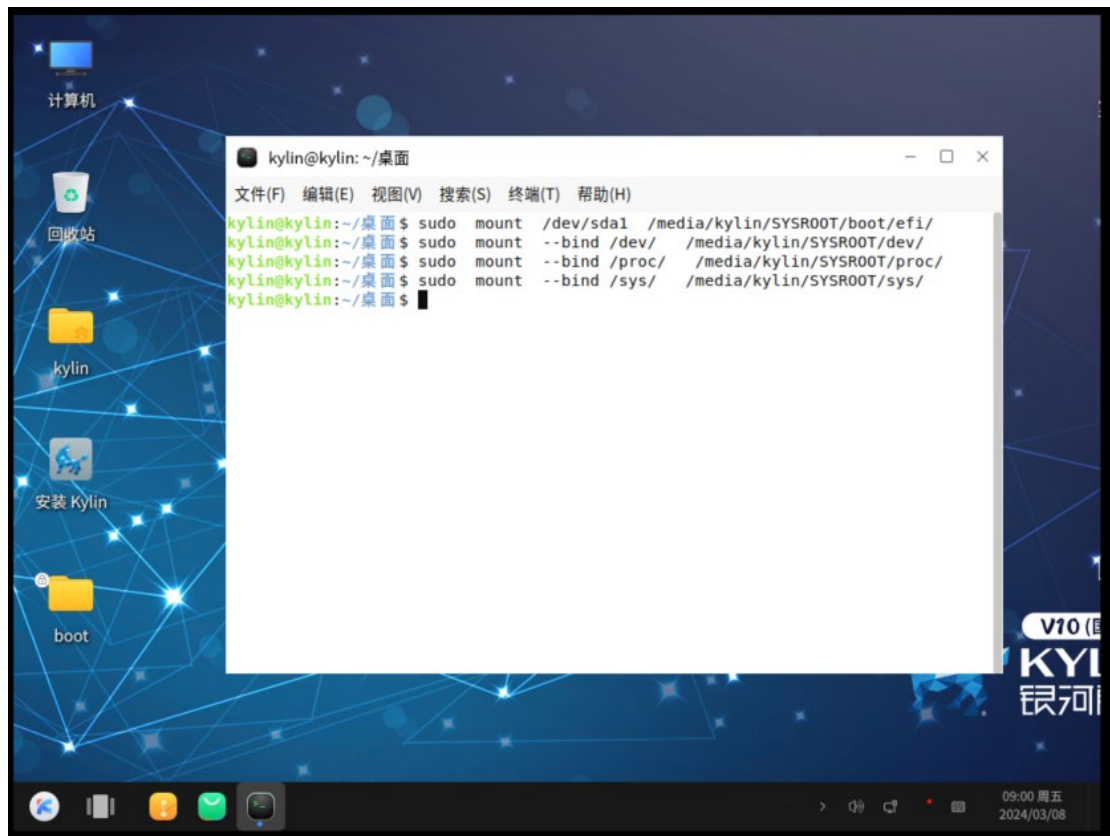 计算机
回收站
kylin
安装 Kylin
boot
kylin@kylin: ~/桌面
文件(F) 编辑(E) 视图(V) 搜索(S) 终端(T) 帮助(H)
kylin@kylin:~/桌面$ sudo  mount  /dev/sda1  /media/kylin/SYSROOT/boot/efi/
kylin@kylin:~/桌面$ sudo  mount  --bind /dev/   /media/kylin/SYSROOT/dev/
kylin@kylin:~/桌面$ sudo  mount  --bind /proc/   /media/kylin/SYSROOT/proc/
kylin@kylin:~/桌面$ sudo  mount  --bind /sys/   /media/kylin/SYSROOT/sys/
kylin@kylin:~/桌面$
V10
银河
09:00 周五
2024/03/08